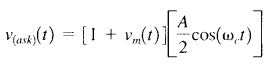 v(ask)(t) = [1 + vm(t)][A/2 cos(ωct)]